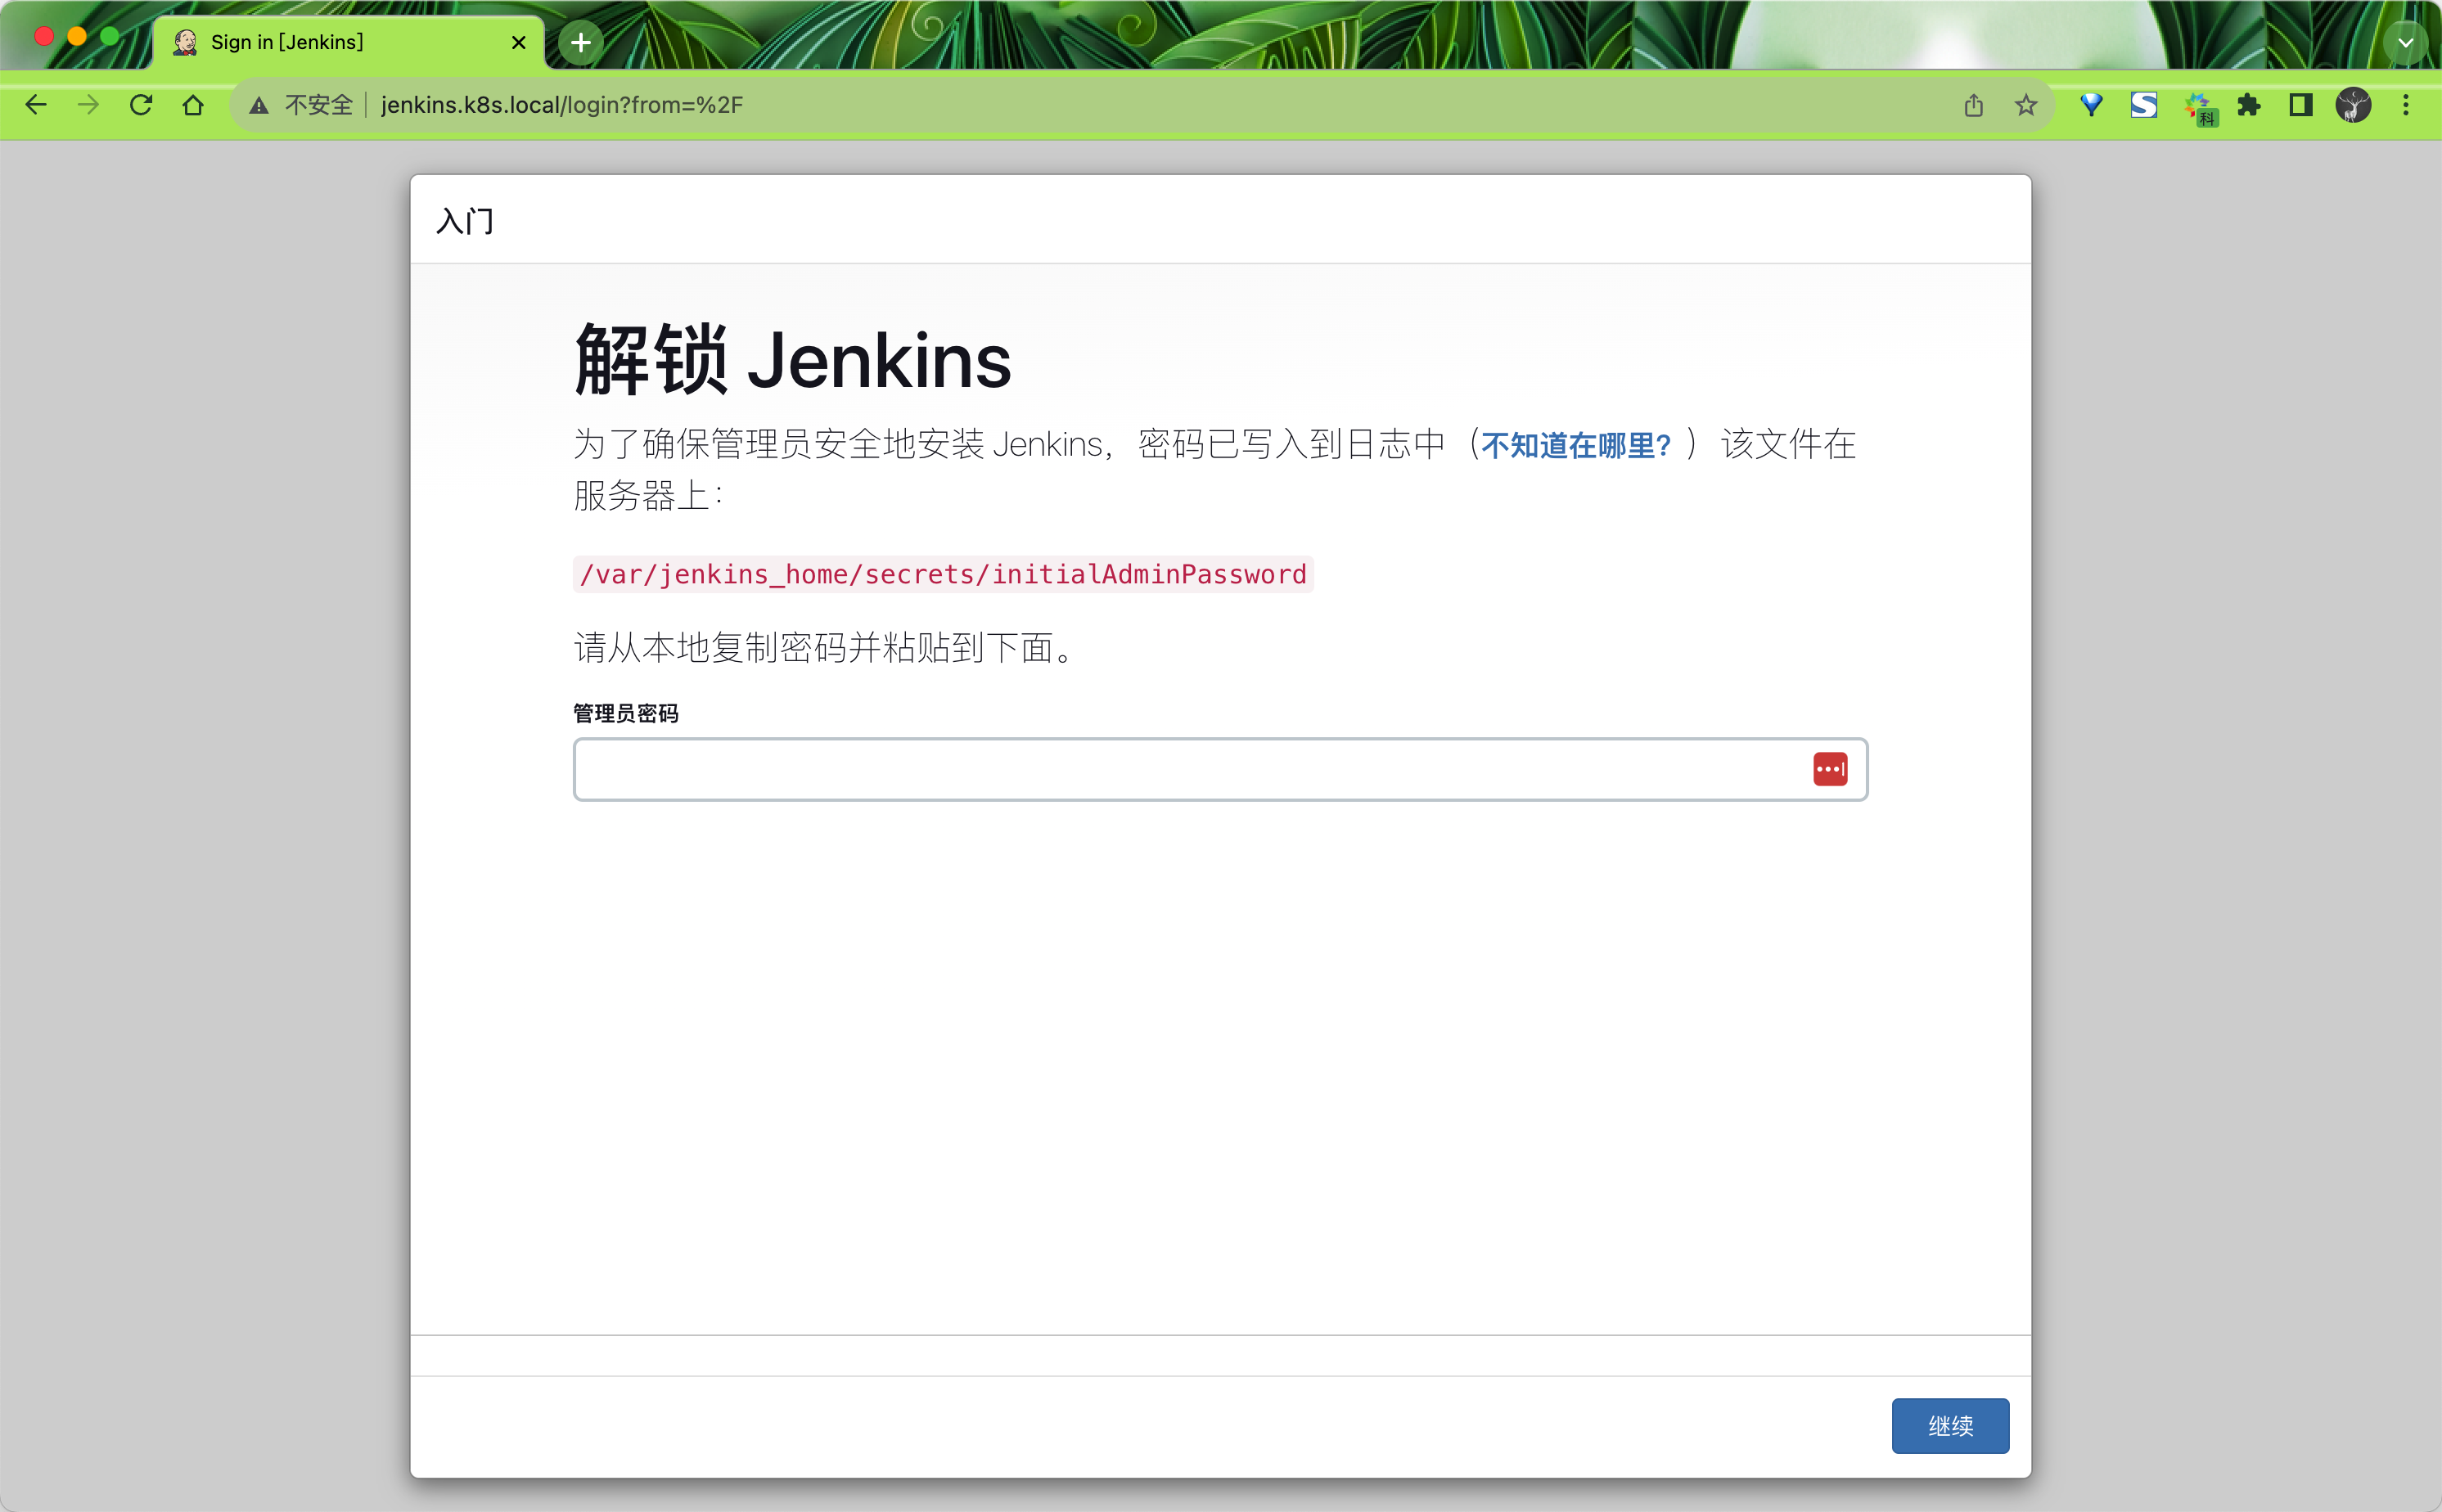 Sign in [Jenkins]
不安全 jenkins.k8s.local/login?from=%2F
科
入门
解锁 Jenkins
为了确保管理员安全地安装 Jenkins，密码已写入到日志中（不知道在哪里？）该文件在
服务器上：
/var/jenkins_home/secrets/initialAdminPassword
请从本地复制密码并粘贴到下面。
管理员密码
继续